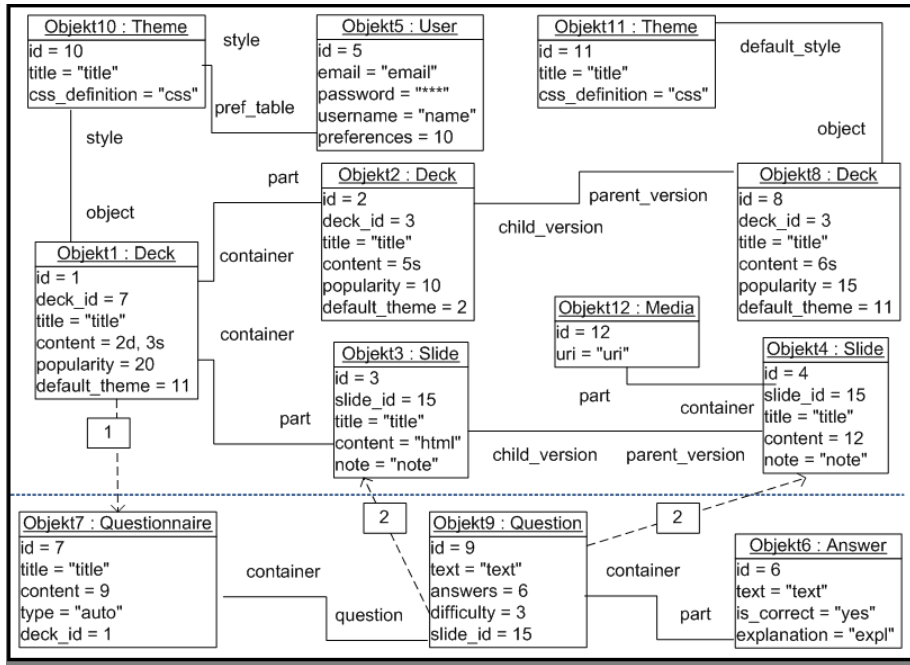 Objekt10 : Theme
id = 10
title = "title"
css_definition = "css"
style
pref_table
Objekt5 : User
id = 5
email = "email"
password = "***"
username = "name"
preferences = 10
Objekt11 : Theme
id = 11
title = "title"
css_definition = "css"
default_style
object
style
object
part
container
Objekt2 : Deck
id = 2
deck_id = 3
title = "title"
content = 5s
popularity = 10
default_theme = 2
parent_version
child_version
Objekt8 : Deck
id = 8
deck_id = 3
title = "title"
content = 6s
popularity = 15
default_theme = 11
Objekt1 : Deck
id = 1
deck_id = 7
title = "title"
content = 2d, 3s
popularity = 20
default_theme = 11
container
part
Objekt12 : Media
id = 12
uri = "uri"
part
container
Objekt3 : Slide
id = 3
slide_id = 15
title = "title"
content = "html"
note = "note"
child_version
parent_version
Objekt4 : Slide
id = 4
slide_id = 15
title = "title"
content = 12
note = "note"
1
2
2
Objekt7 : Questionnaire
id = 7
title = "title"
content = 9
type = "auto"
deck_id = 1
container
question
Objekt9 : Question
id = 9
text = "text"
answers = 6
difficulty = 3
slide_id = 15
container
part
Objekt6 : Answer
id = 6
text = "text"
is_correct = "yes"
explanation = "expl"